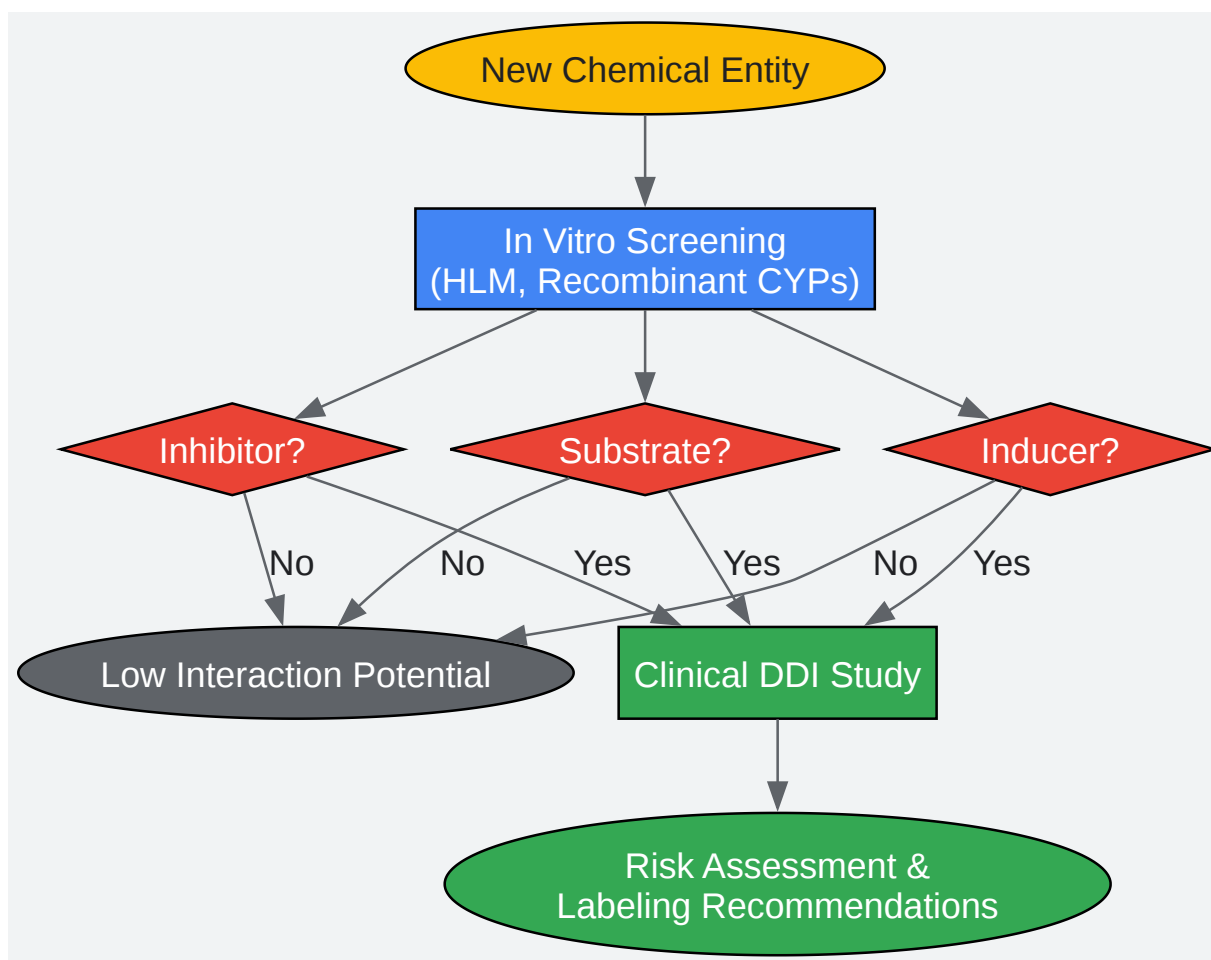 New Chemical Entity
In Vitro Screening
(HLM, Recombinant CYPs)
Inhibitor?
Substrate?
Inducer?
No
No
Yes
Yes
No
Yes
Low Interaction Potential
Clinical DDI Study
Risk Assessment &
Labeling Recommendations